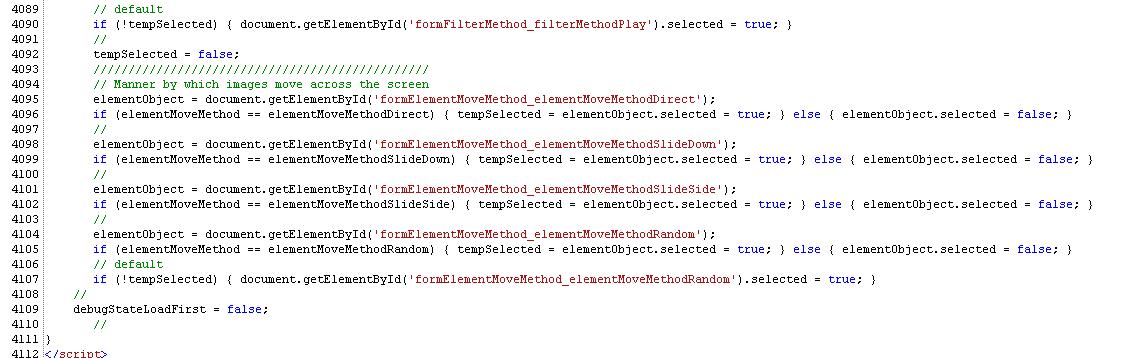 4089 // default
4090 if (!tempSelected) { document.getElementById('formFilterMethod_filterMethodPlay').selected = true; }
4091 //
4092 tempSelected = false;
4093 ////////////////////////////////////////////////
4094 // Manner by which images move across the screen
4095 elementObject = document.getElementById('formElementMoveMethod_elementMoveMethodDirect');
4096 if (elementMoveMethod == elementMoveMethodDirect) { tempSelected = elementObject.selected = true; } else { elementObject.selected = false; }
4097 //
4098 elementObject = document.getElementById('formElementMoveMethod_elementMoveMethodSlideDown');
4099 if (elementMoveMethod == elementMoveMethodSlideDown) { tempSelected = elementObject.selected = true; } else { elementObject.selected = false; }
4100 //
4101 elementObject = document.getElementById('formElementMoveMethod_elementMoveMethodSlideSide');
4102 if (elementMoveMethod == elementMoveMethodSlideSide) { tempSelected = elementObject.selected = true; } else { elementObject.selected = false; }
4103 //
4104 elementObject = document.getElementById('formElementMoveMethod_elementMoveMethodRandom');
4105 if (elementMoveMethod == elementMoveMethodRandom) { tempSelected = elementObject.selected = true; } else { elementObject.selected = false; }
4106 // default
4107 if (!tempSelected) { document.getElementById('formElementMoveMethod_elementMoveMethodRandom').selected = true; }
4108 //
4109 debugStateLoadFirst = false;
4110 //
4111 }
4112 </script>